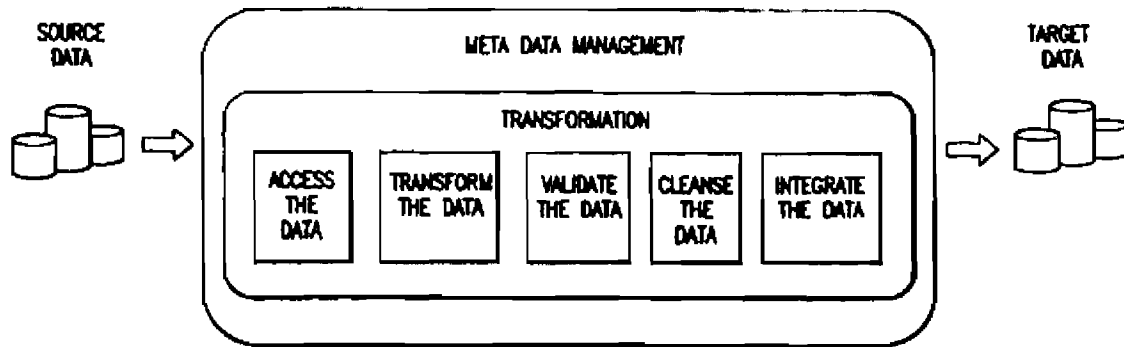 SOURCE
DATA
META DATA MANAGEMENT
TARGET
DATA
TRANSFORMATION
ACCESS
THE
DATA
TRANSFORM
THE DATA
VALIDATE
THE DATA
CLEANSE
THE
DATA
INTEGRATE
THE DATA